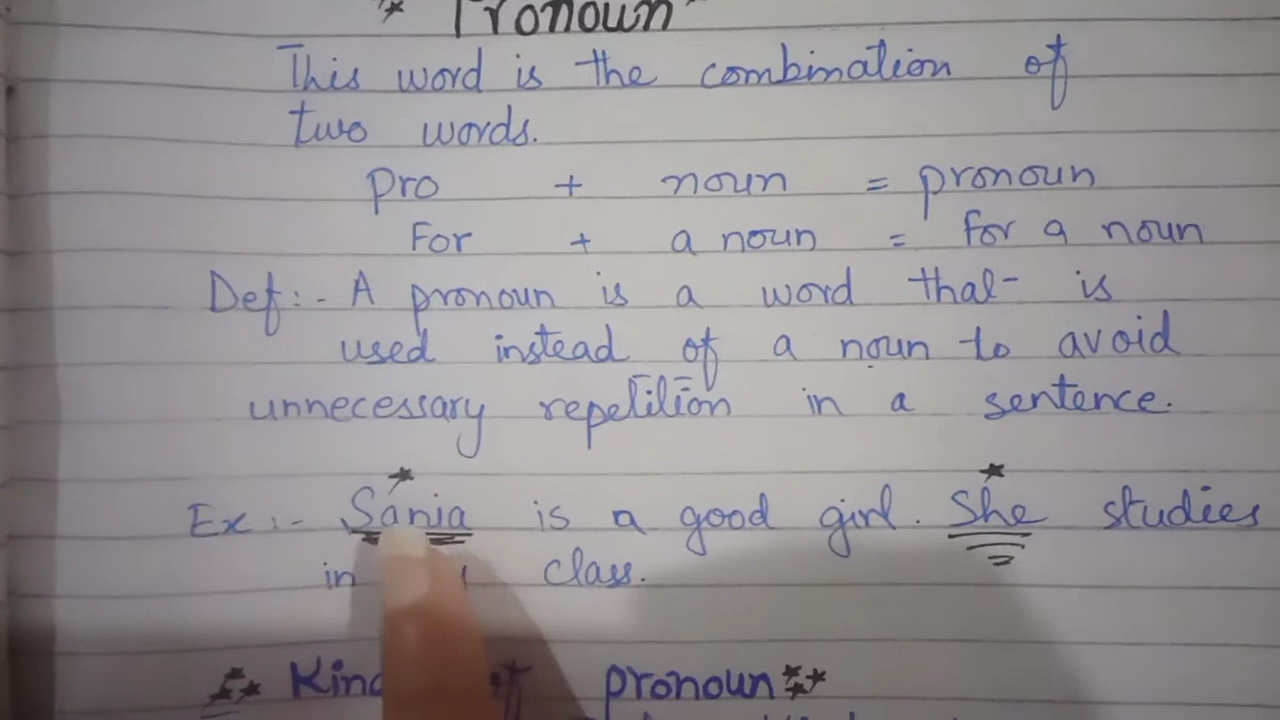 Pronoun
This word is the combination of
two words.
Pro + noun = pronoun
For + a noun = for a noun
Def:- A pronoun is a word that is
used instead of a noun to avoid
unnecessary repetition in a sentence.
Ex:- Sania is a good girl. She studies
in class.
of pronoun